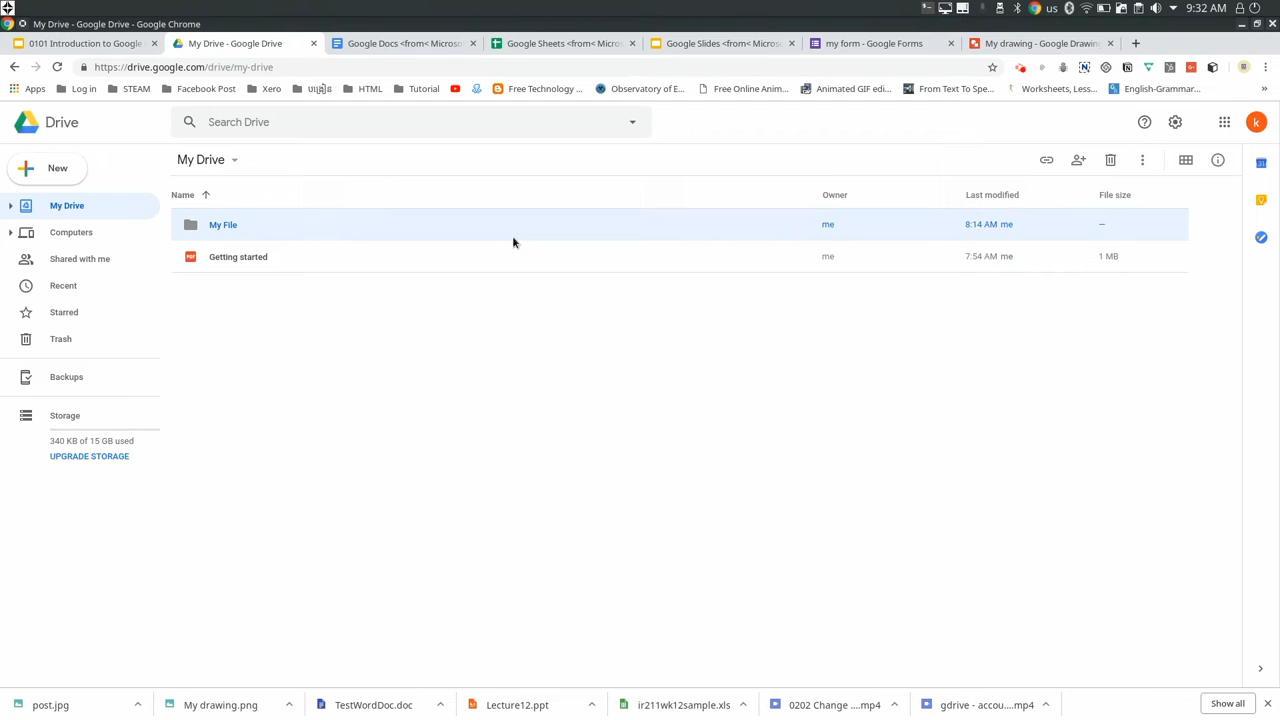 us 9:32 AM
My Drive - Google Drive - Google Chrome
0101 Introduction to Google × My Drive - Google Drive × Google Docs <from< Microso × Google Sheets <from< Micros × Google Slides <from< Micros × my form - Google Forms × My drawing - Google Drawin × +
https://drive.google.com/drive/my-drive
Apps Log in STEAM Facebook Post Xero HTML Tutorial Free Technology ... Observatory of E... Free Online Anim... Animated GIF edi... From Text To Spe... Worksheets, Less... English-Grammar... »
Drive Search Drive k
New My Drive
Name Owner Last modified File size
My Drive
My File me 8:14 AM me —
Computers
Getting started me 7:54 AM me 1 MB
Shared with me
Recent
Starred
Trash
Backups
Storage
340 KB of 15 GB used
UPGRADE STORAGE
post.jpg My drawing.png TestWordDoc.doc Lecture12.ppt ir211wk12sample.xls 0202 Change ....mp4 gdrive - accou....mp4 Show all ×